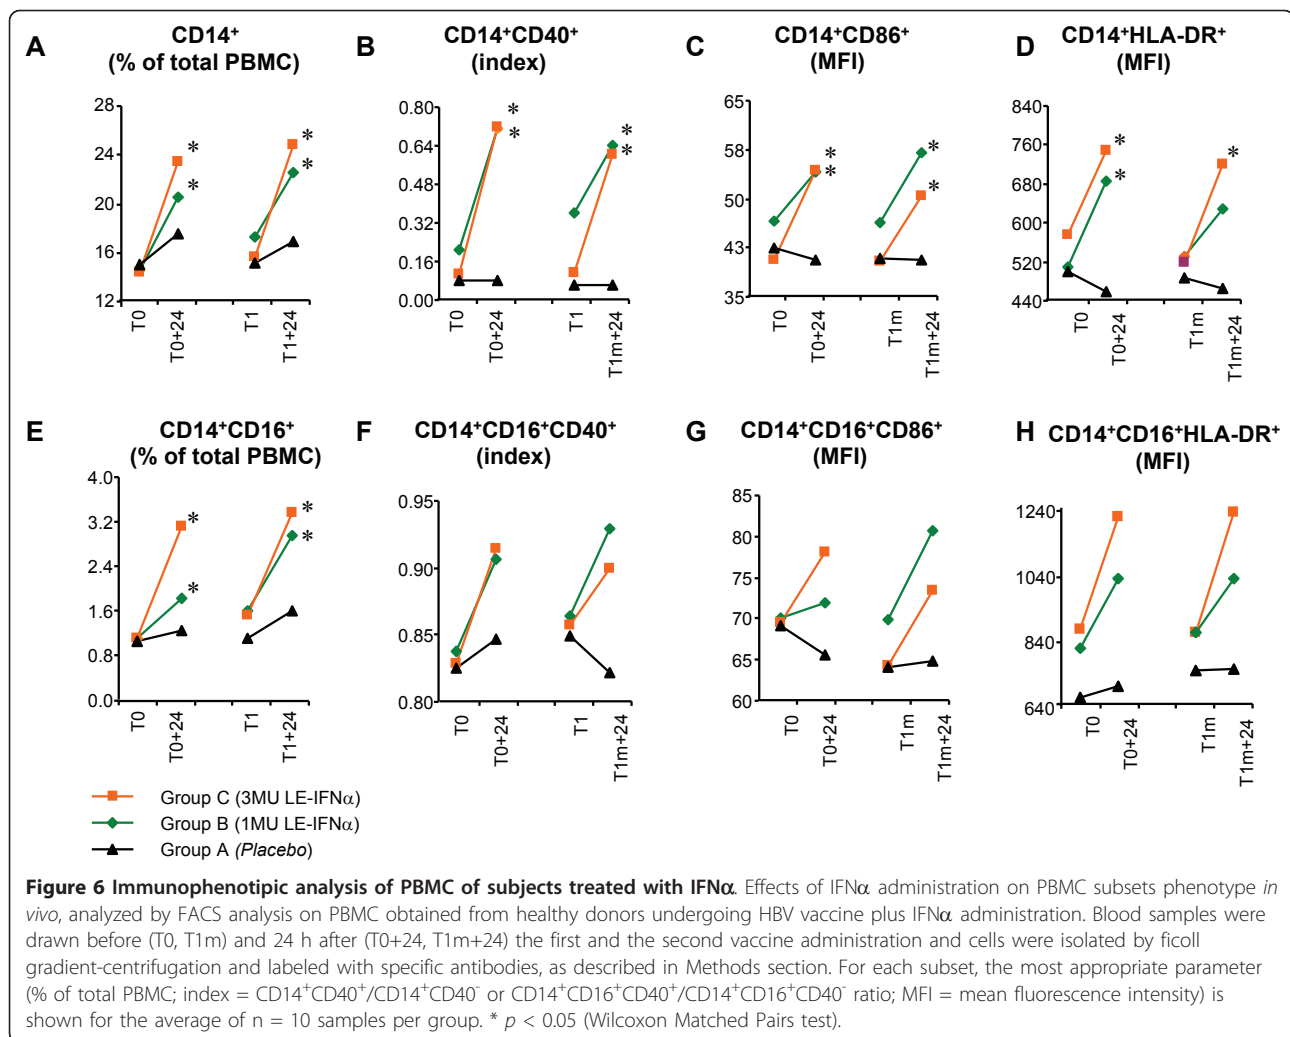 A
CD14⁺
(% of total PBMC)
28
24
20
16
12
*
*
*
*
T0
T0+24
T1
T1+24
B
CD14⁺CD40⁺
(index)
0.80
0.64
0.48
0.32
0.16
0.00
*
*
*
*
T0
T0+24
T1
T1m+24
C
CD14⁺CD86⁺
(MFI)
65
58
50
43
35
*
*
*
*
T0
T0+24
T1m
T1m+24
D
CD14⁺HLA-DR⁺
(MFI)
840
760
680
600
520
440
*
*
*
T0
T0+24
T1m
T1m+24
E
CD14⁺CD16⁺
(% of total PBMC)
4.0
3.2
2.4
1.6
0.8
0.0
*
*
*
*
T0
T0+24
T1
T1+24
F
CD14⁺CD16⁺CD40⁺
(index)
0.95
0.90
0.85
0.80
T0
T0+24
T1
T1m+24
G
CD14⁺CD16⁺CD86⁺
(MFI)
85
80
75
70
65
60
T0
T0+24
T1m
T1m+24
H
CD14⁺CD16⁺HLA-DR⁺
(MFI)
1240
1040
840
640
T0
T0+24
T1m
T1m+24
Group C (3MU LE-IFNα)
Group B (1MU LE-IFNα)
Group A (Placebo)
Figure 6 Immunophenotipic analysis of PBMC of subjects treated with IFNα. Effects of IFNα administration on PBMC subsets phenotype in
vivo, analyzed by FACS analysis on PBMC obtained from healthy donors undergoing HBV vaccine plus IFNα administration. Blood samples were
drawn before (T0, T1m) and 24 h after (T0+24, T1m+24) the first and the second vaccine administration and cells were isolated by ficoll
gradient-centrifugation and labeled with specific antibodies, as described in Methods section. For each subset, the most appropriate parameter
(% of total PBMC; index = CD14⁺CD40⁺/CD14⁺CD40⁻ or CD14⁺CD16⁺CD40⁺/CD14⁺CD16⁺CD40⁻ ratio; MFI = mean fluorescence intensity) is
shown for the average of n = 10 samples per group. * p < 0.05 (Wilcoxon Matched Pairs test).